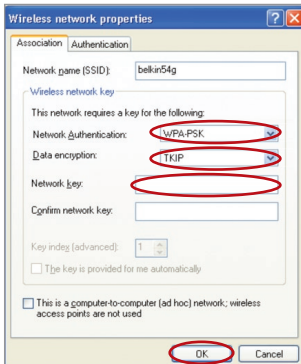 Wireless network properties
Association Authentication
Network name (SSID): belkin54g
Wireless network key
This network requires a key for the following:
Network Authentication: WPA-PSK
Data encryption: TKIP
Network key:
Confirm network key:
Key index (advanced): 1
The key is provided for me automatically
This is a computer-to-computer (ad hoc) network; wireless
access points are not used
OK Cancel